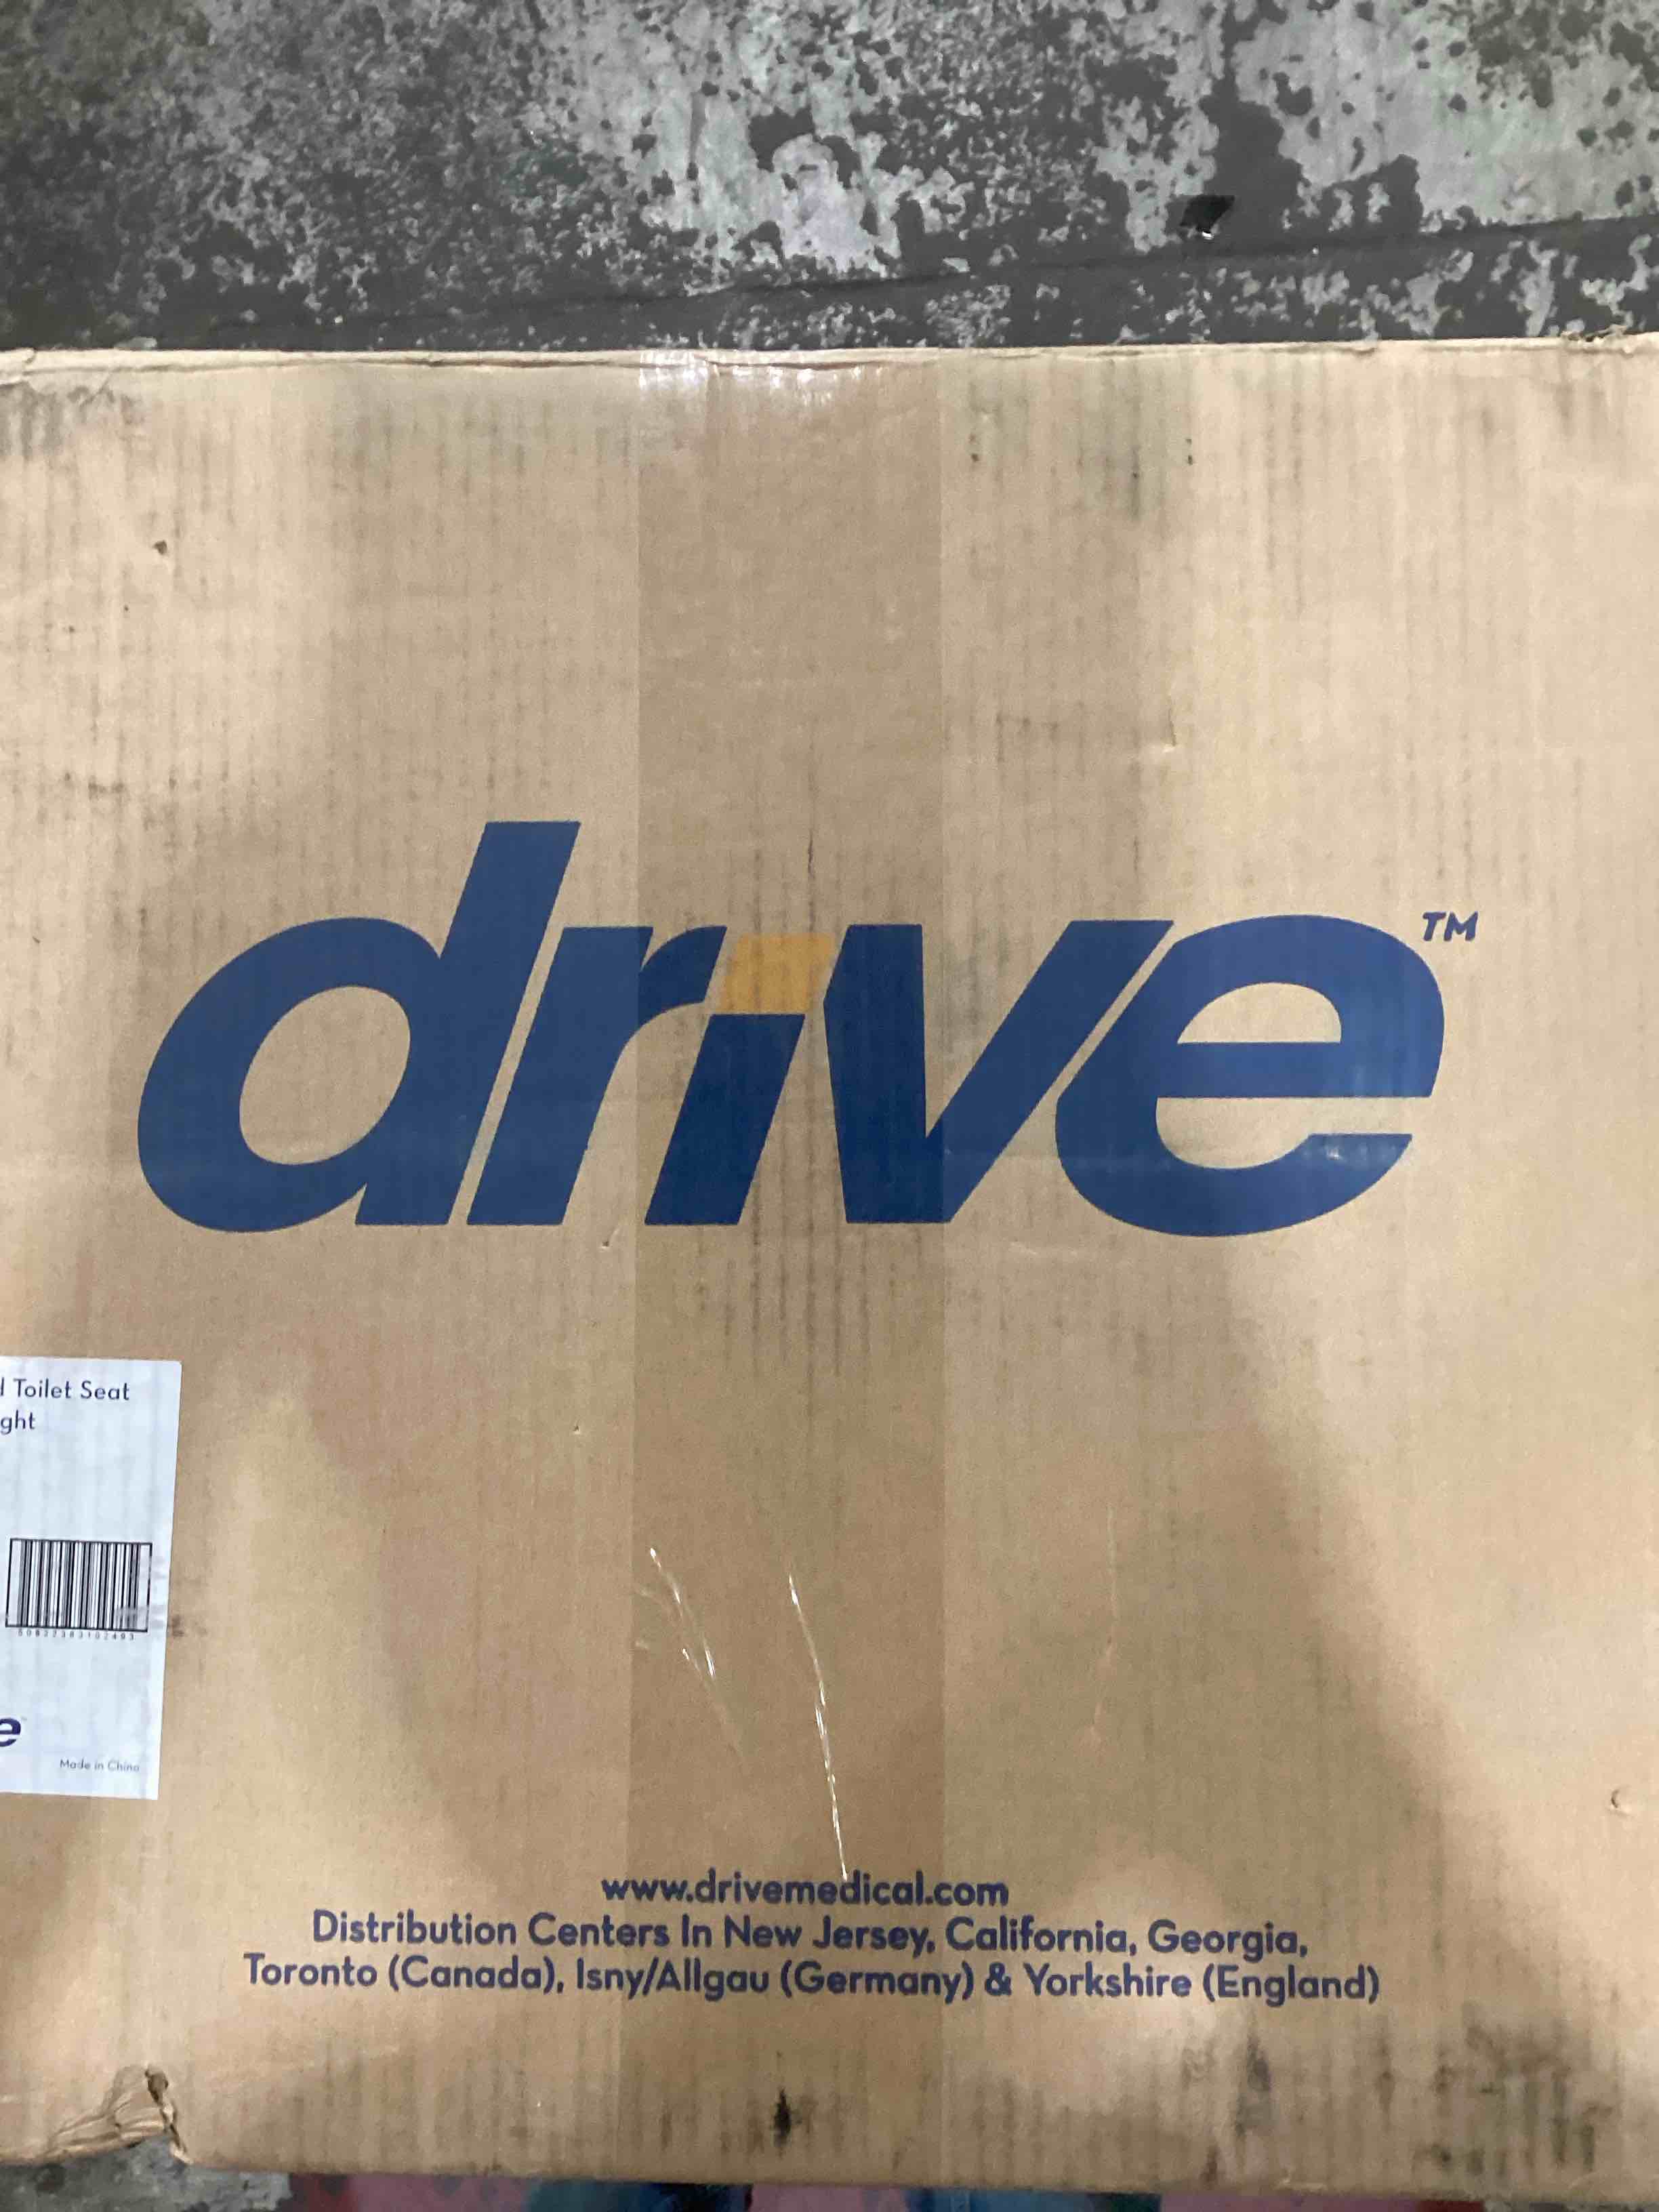 drive™
Toilet Seat
ght
e
Made in China
www.drivemedical.com
Distribution Centers In New Jersey, California, Georgia,
Toronto (Canada), Isny/Allgau (Germany) & Yorkshire (England)